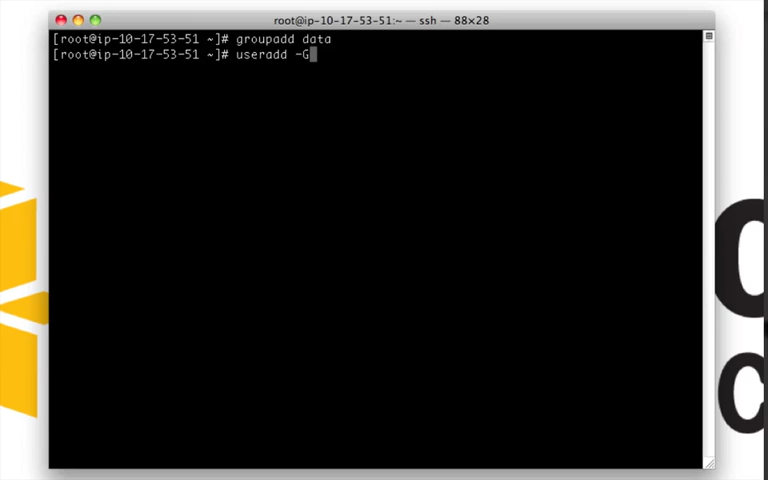 root@ip-10-17-53-51:~ — ssh — 88×28
[root@ip-10-17-53-51 ~]# groupadd data
[root@ip-10-17-53-51 ~]# useradd -G
O
C